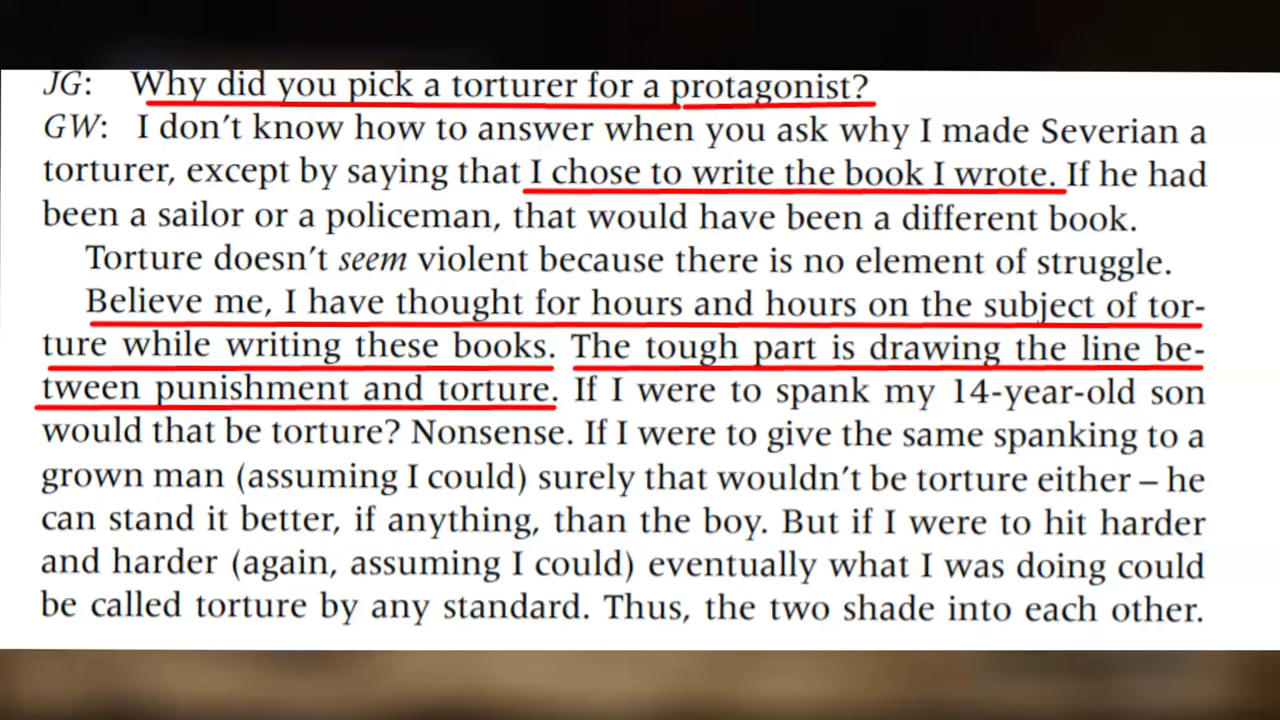 JG: Why did you pick a torturer for a protagonist?
GW: I don't know how to answer when you ask why I made Severian a
torturer, except by saying that I chose to write the book I wrote. If he had
been a sailor or a policeman, that would have been a different book.
Torture doesn't seem violent because there is no element of struggle.
Believe me, I have thought for hours and hours on the subject of tor-
ture while writing these books. The tough part is drawing the line be-
tween punishment and torture. If I were to spank my 14-year-old son
would that be torture? Nonsense. If I were to give the same spanking to a
grown man (assuming I could) surely that wouldn't be torture either – he
can stand it better, if anything, than the boy. But if I were to hit harder
and harder (again, assuming I could) eventually what I was doing could
be called torture by any standard. Thus, the two shade into each other.